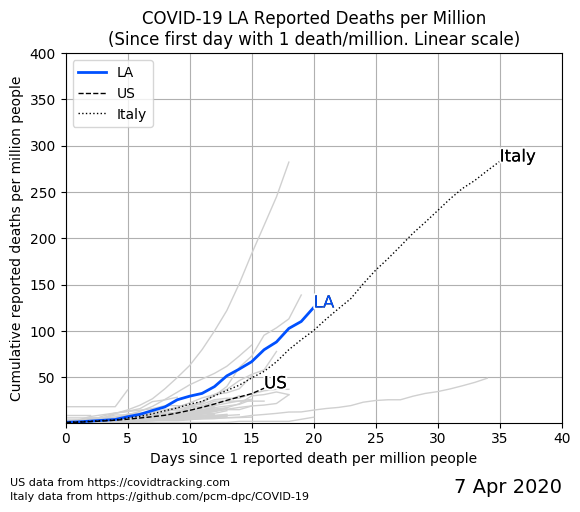 COVID-19 LA Reported Deaths per Million
(Since first day with 1 death/million. Linear scale)
Cumulative reported deaths per million people
400
350
300
250
200
150
100
50
LA
US
Italy
Italy
LA
US
0
5
10
15
20
25
30
35
40
Days since 1 reported death per million people
US data from https://covidtracking.com
Italy data from https://github.com/pcm-dpc/COVID-19
7 Apr 2020